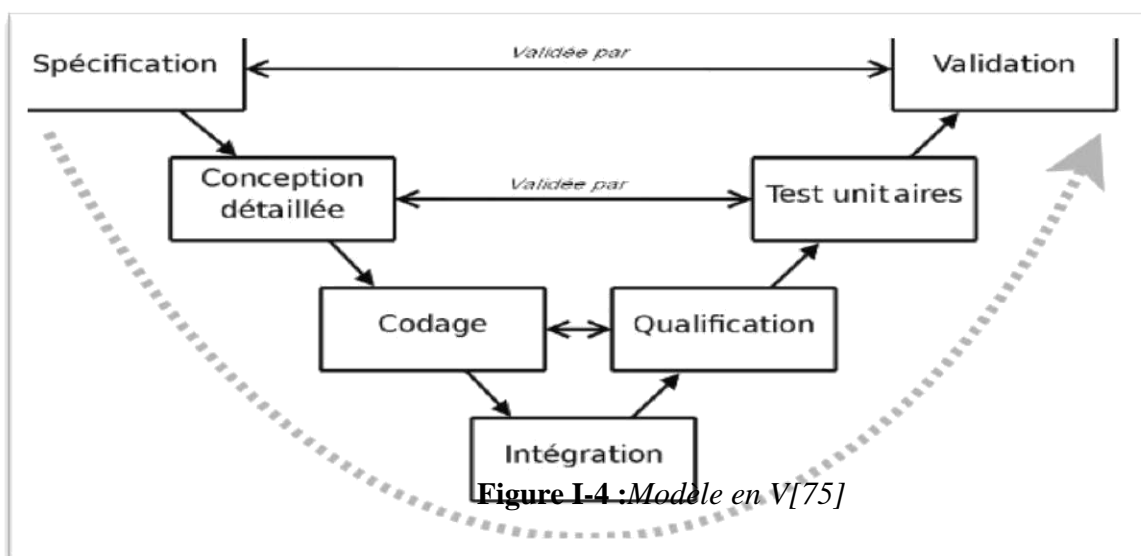 Spécification
Validée par
Validation
Conception
détaillée
Validée par
Test unitaires
Codage
Qualification
Intégration
Figure I-4 :Modèle en V[75]